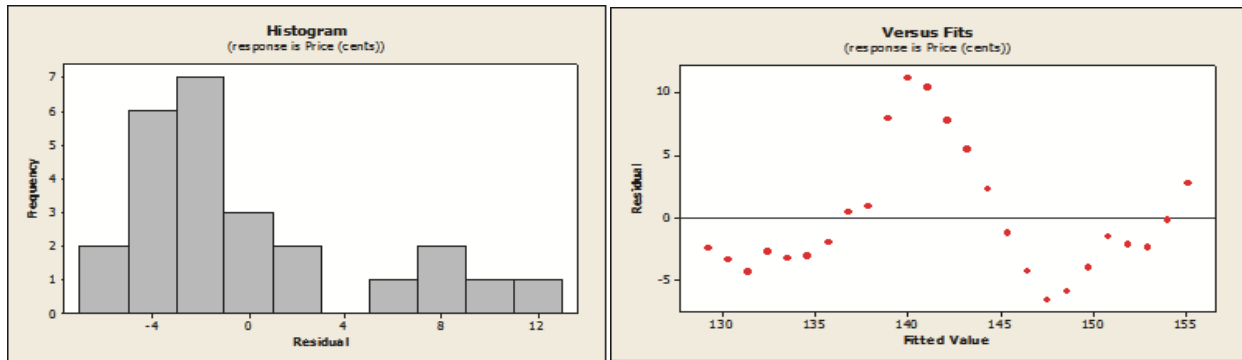 Histogram
(response is Price (cents))
Frequency
7
6
5
4
3
2
1
0
-4
0
4
8
12
Residual
Versus Fits
(response is Price (cents))
Residual
10
5
0
-5
130
135
140
145
150
155
Fitted Value